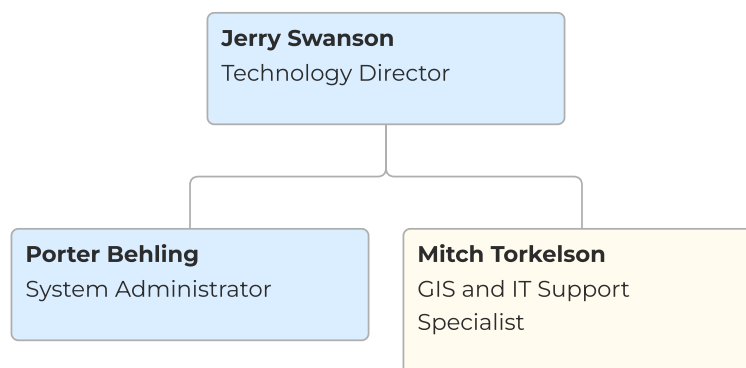 Jerry Swanson
Technology Director
Porter Behling
System Administrator
Mitch Torkelson
GIS and IT Support
Specialist